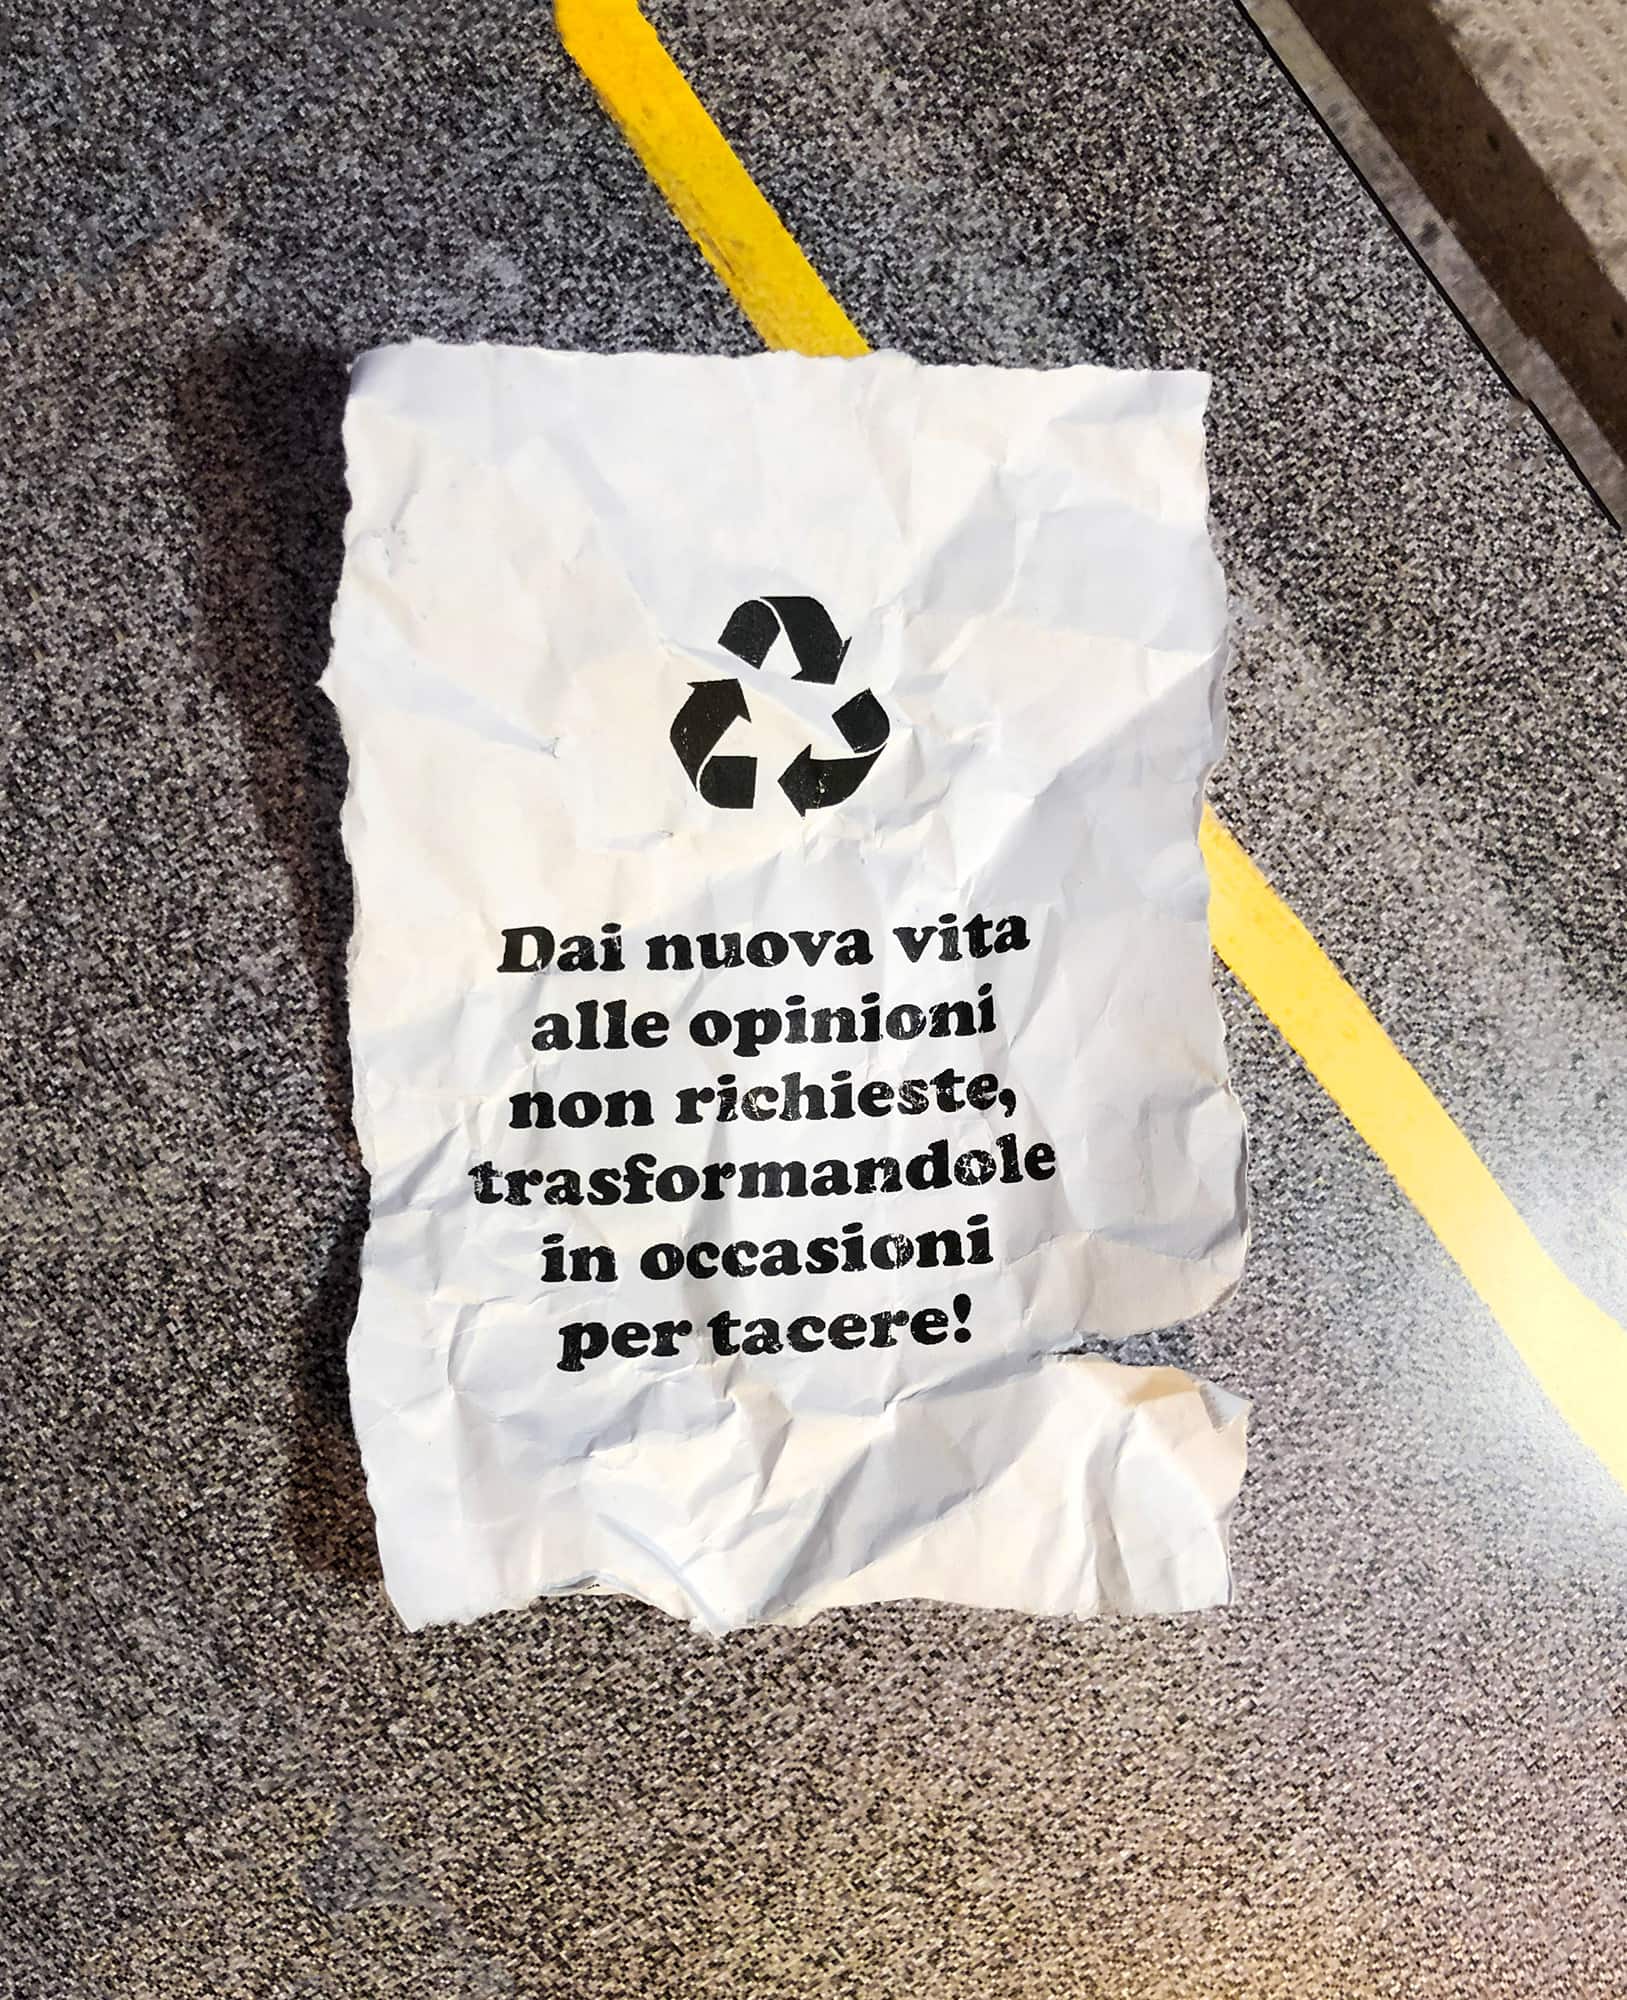 Dai nuova vita
alle opinioni
non richieste,
trasformandole
in occasioni
per tacere!